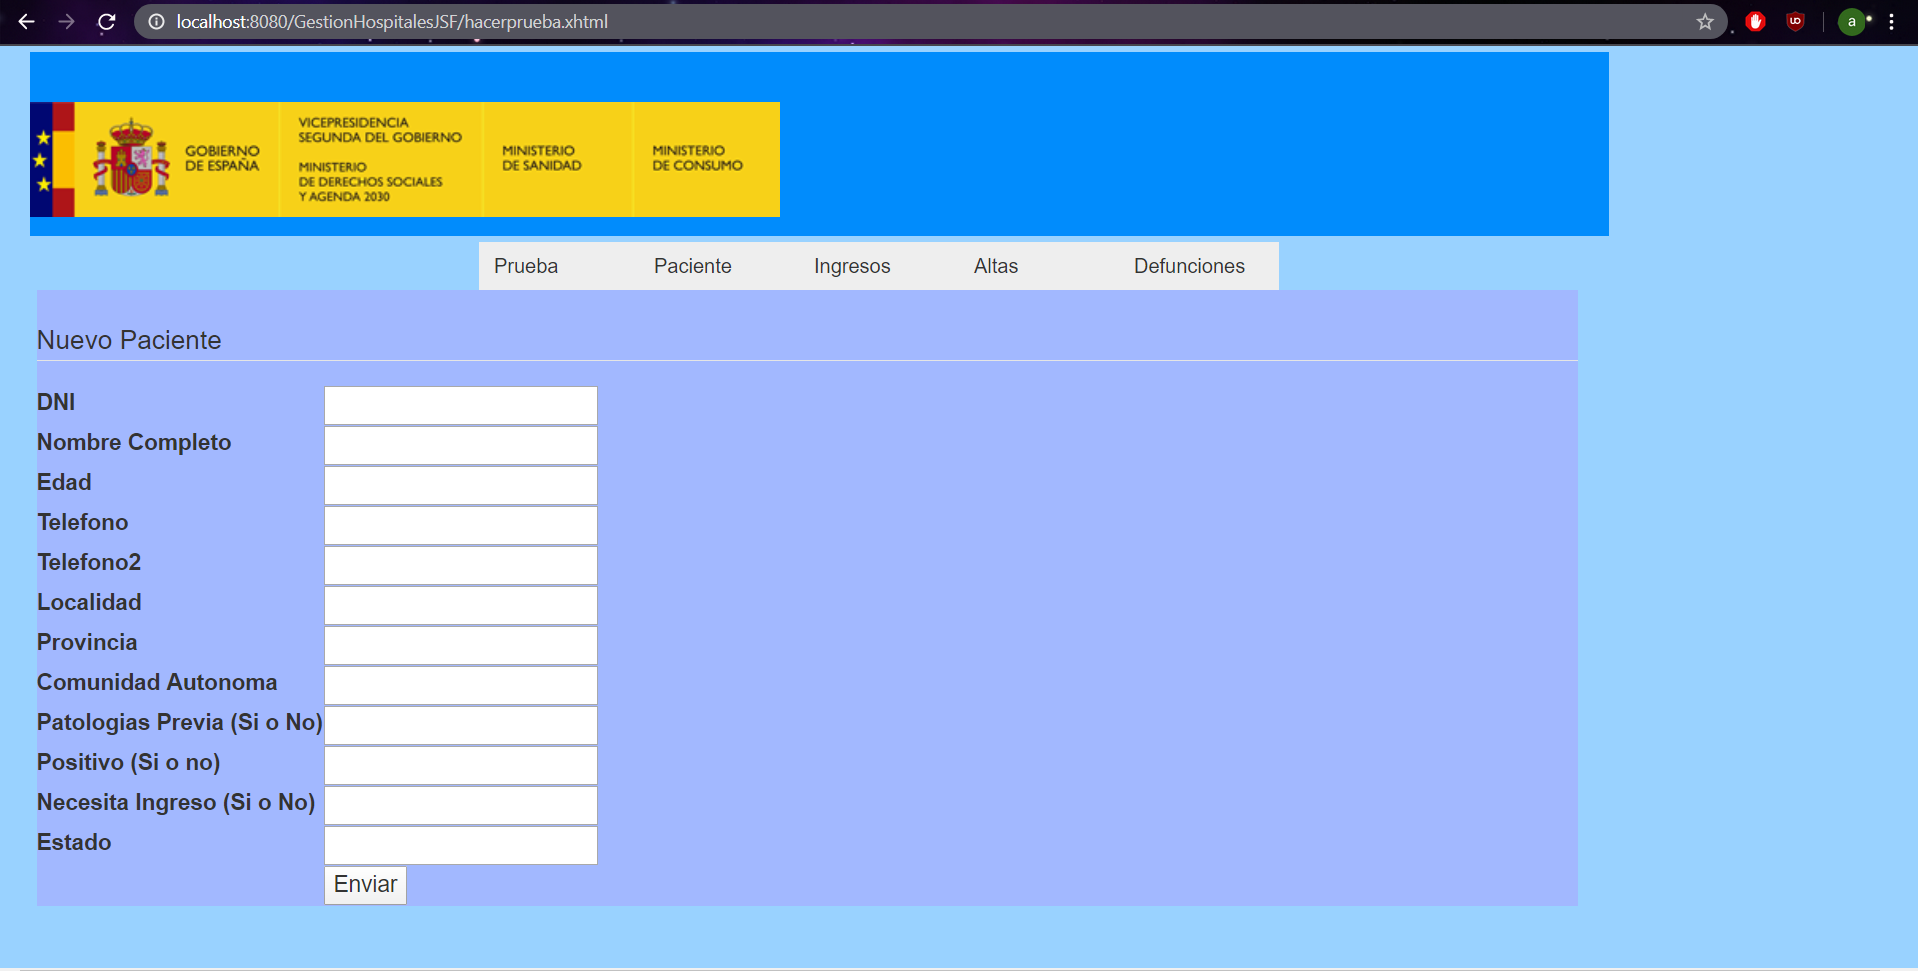 localhost:8080/GestionHospitalesJSF/hacerprueba.xhtml
a
GOBIERNO
DE ESPAÑA
VICEPRESIDENCIA
SEGUNDA DEL GOBIERNO
MINISTERIO
DE DERECHOS SOCIALES
Y AGENDA 2030
MINISTERIO
DE SANIDAD
MINISTERIO
DE CONSUMO
Prueba Paciente Ingresos Altas Defunciones
Nuevo Paciente
DNI
Nombre Completo
Edad
Telefono
Telefono2
Localidad
Provincia
Comunidad Autonoma
Patologias Previa (Si o No)
Positivo (Si o no)
Necesita Ingreso (Si o No)
Estado
Enviar